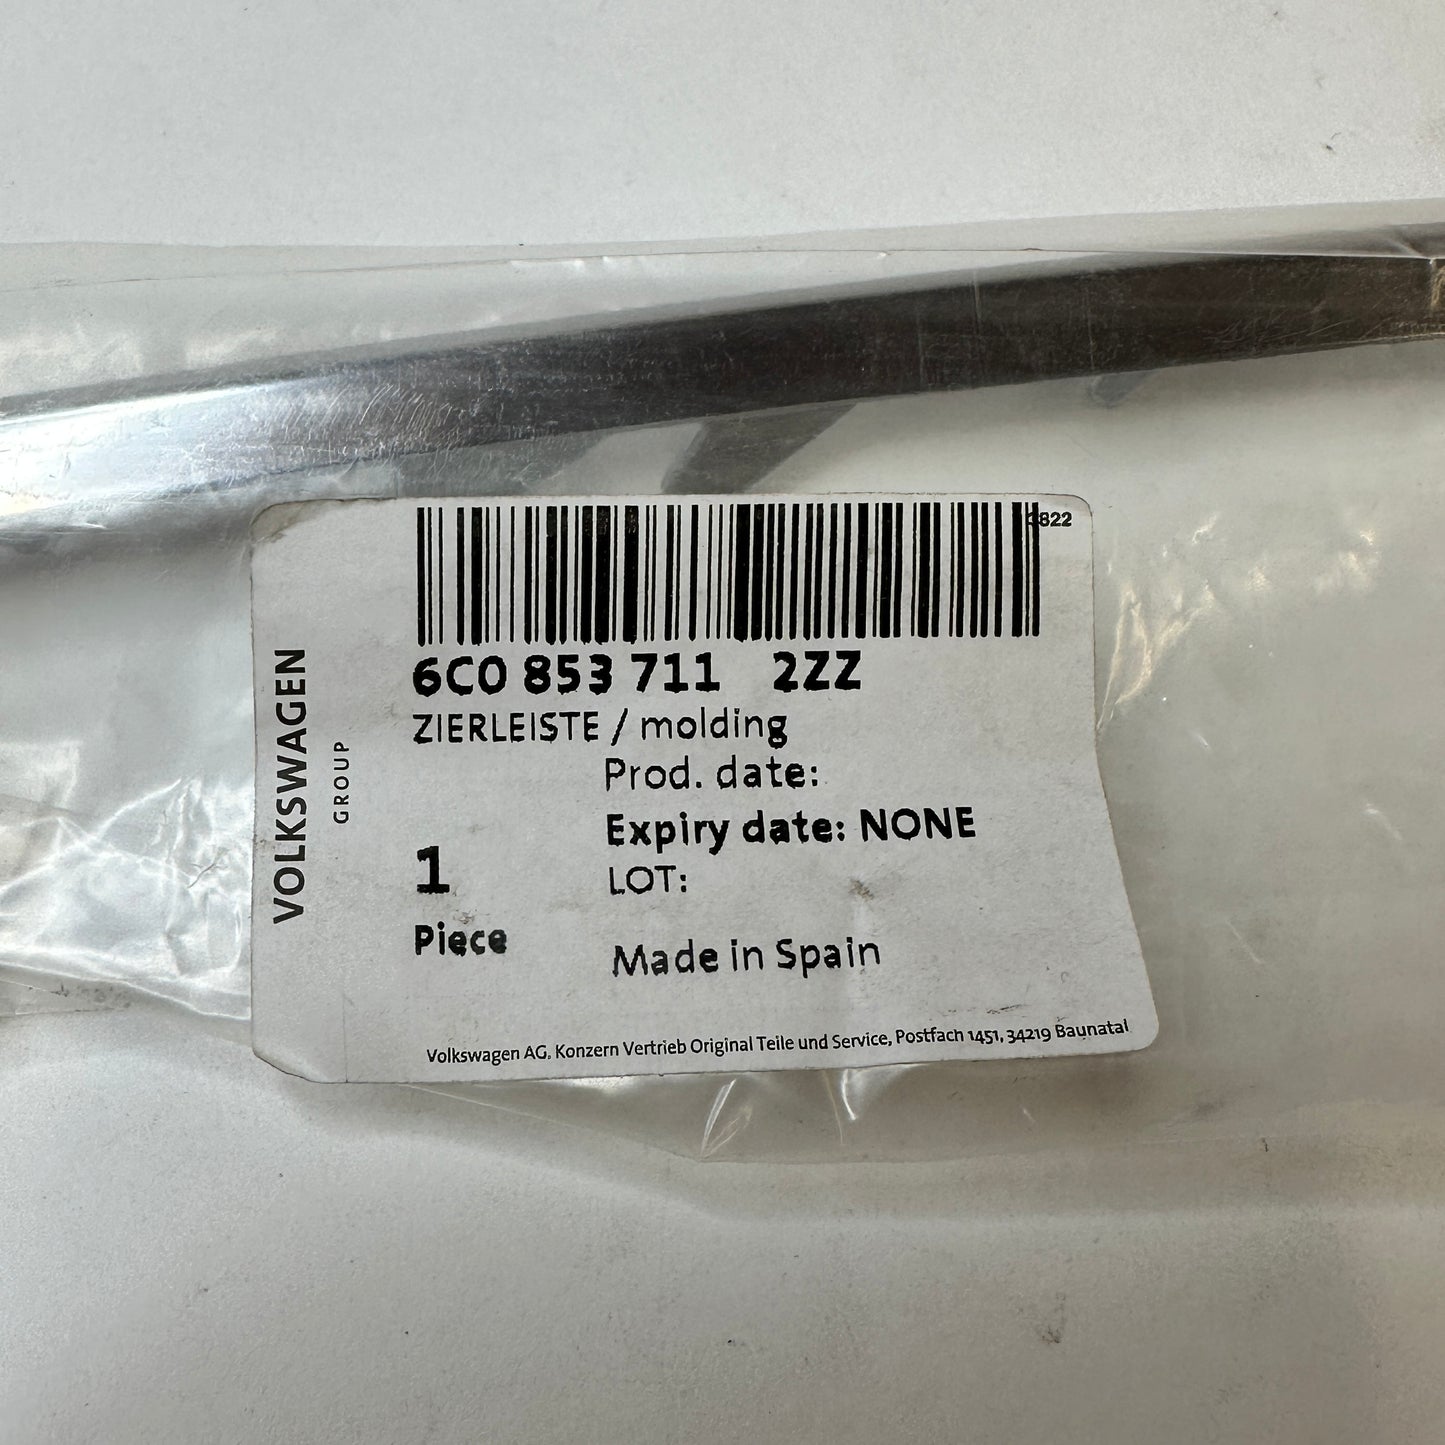 3822
6C0 853 711 2ZZ
ZIERLEISTE / molding
Prod. date:
Expiry date: NONE
1
LOT:
Piece
Made in Spain
Volkswagen AG, Konzern Vertrieb Original Teile und Service, Postfach 1451, 34219 Baunatal
VOLKSWAGEN
GROUP